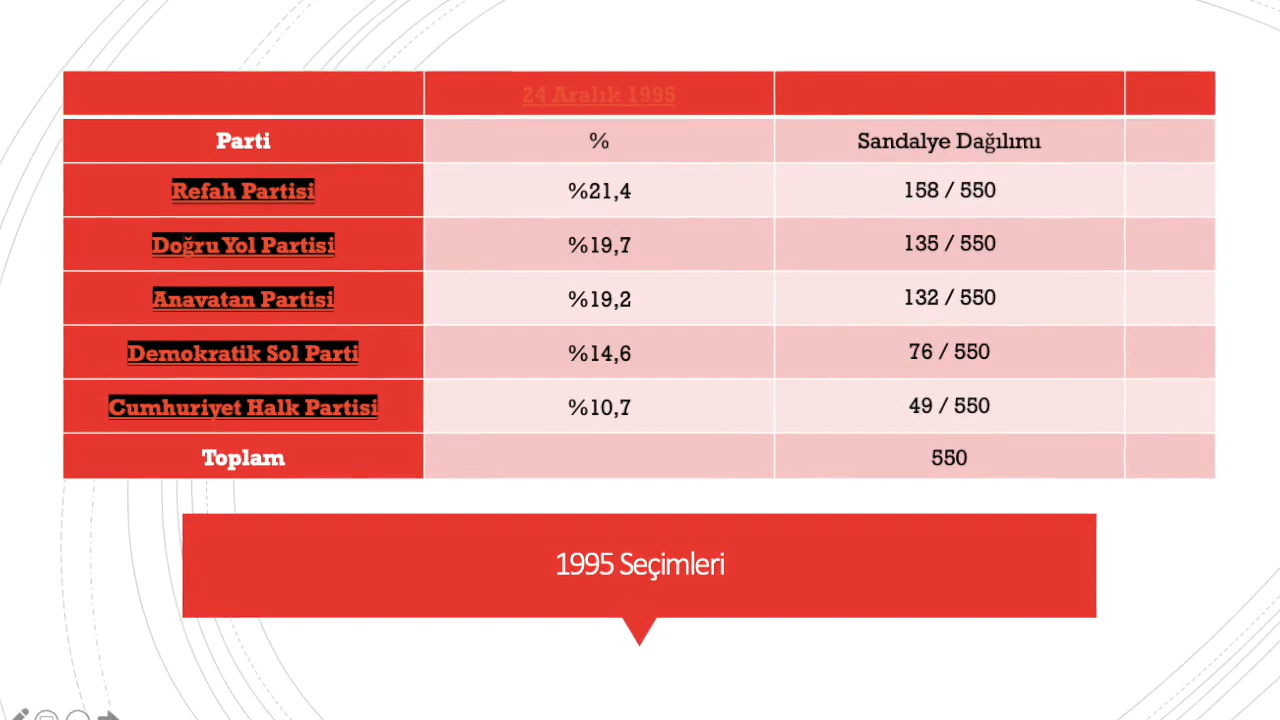 24 Aralık 1995
Parti % Sandalye Dağılımı
Refah Partisi %21,4 158 / 550
Doğru Yol Partisi %19,7 135 / 550
Anavatan Partisi %19,2 132 / 550
Demokratik Sol Parti %14,6 76 / 550
Cumhuriyet Halk Partisi %10,7 49 / 550
Toplam 550
1995 Seçimleri